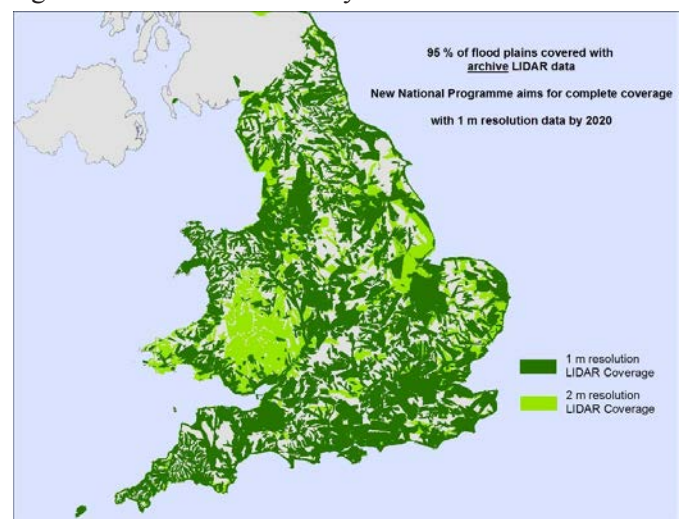 95 % of flood plains covered with
archive LIDAR data
New National Programme aims for complete coverage
with 1 m resolution data by 2020
1 m resolution
LIDAR Coverage
2 m resolution
LIDAR Coverage